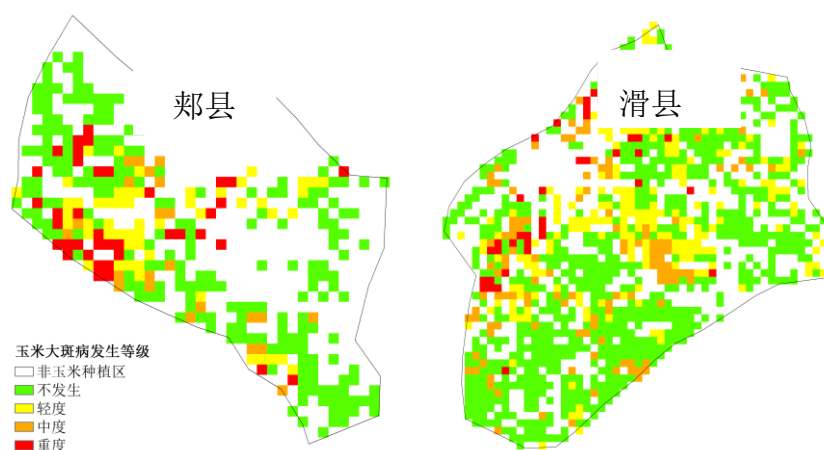 郏县
滑县
玉米大斑病发生等级
非玉米种植区
不发生
轻度
中度
重度